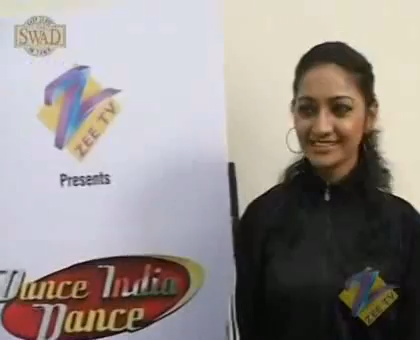 SWAD
ZEE TV
Presents
Dance India
Dance
ZEE TV